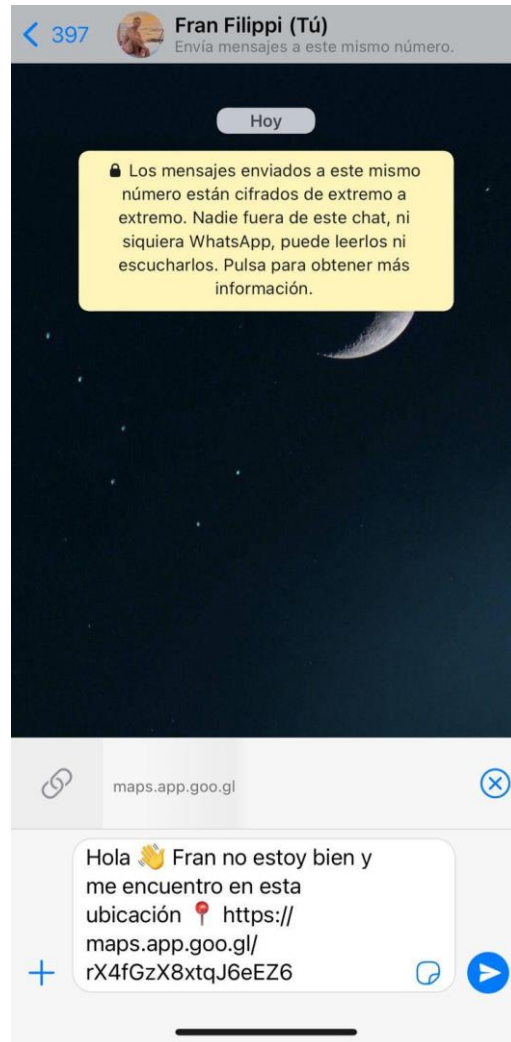 397
Fran Filippi (Tú)
Envía mensajes a este mismo número.
Hoy
🔒 Los mensajes enviados a este mismo
número están cifrados de extremo a
extremo. Nadie fuera de este chat, ni
siquiera WhatsApp, puede leerlos ni
escucharlos. Pulsa para obtener más
información.
maps.app.goo.gl
Hola 👋 Fran no estoy bien y
me encuentro en esta
ubicación 📍 https://
maps.app.goo.gl/
rX4fGzX8xtqJ6eEZ6